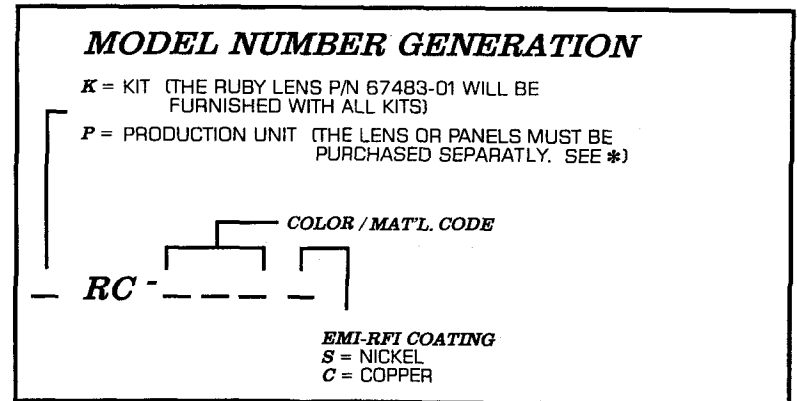 MODEL NUMBER GENERATION
K = KIT (THE RUBY LENS P/N 67483-01 WILL BE
FURNISHED WITH ALL KITS)
P = PRODUCTION UNIT (THE LENS OR PANELS MUST BE
PURCHASED SEPARATLY. SEE *)
COLOR / MAT'L. CODE
_ RC - _ _ _ _ _
EMI-RFI COATING
S = NICKEL
C = COPPER